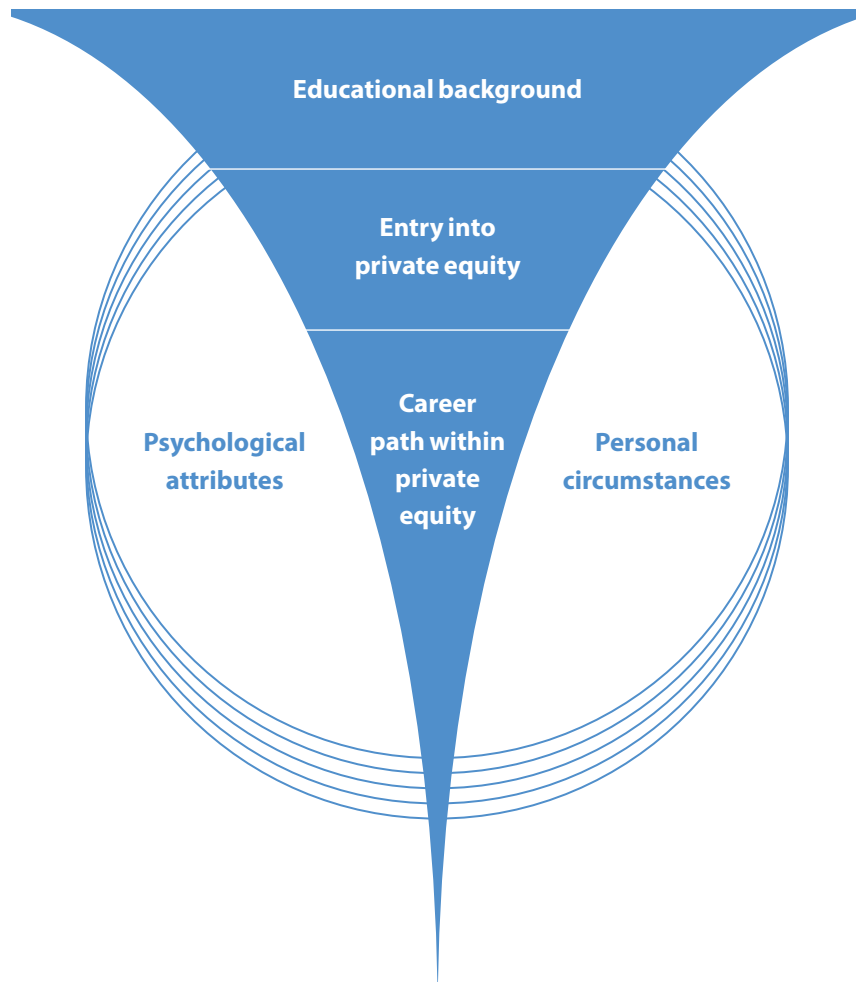 Educational background
Entry into
private equity
Career
path within
private
equity
Psychological
attributes
Personal
circumstances